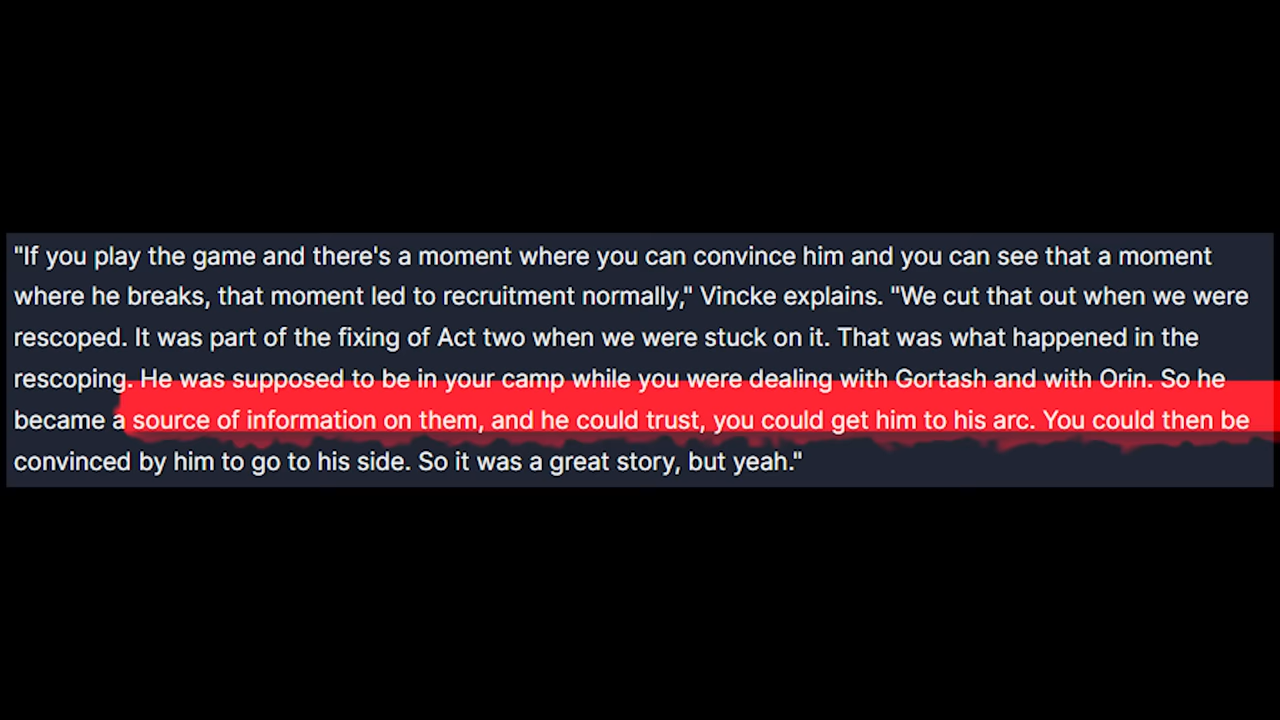 "If you play the game and there's a moment where you can convince him and you can see that a moment
where he breaks, that moment led to recruitment normally," Vincke explains. "We cut that out when we were
rescoped. It was part of the fixing of Act two when we were stuck on it. That was what happened in the
rescoping. He was supposed to be in your camp while you were dealing with Gortash and with Orin. So he
became a source of information on them, and he could trust, you could get him to his arc. You could then be
convinced by him to go to his side. So it was a great story, but yeah."